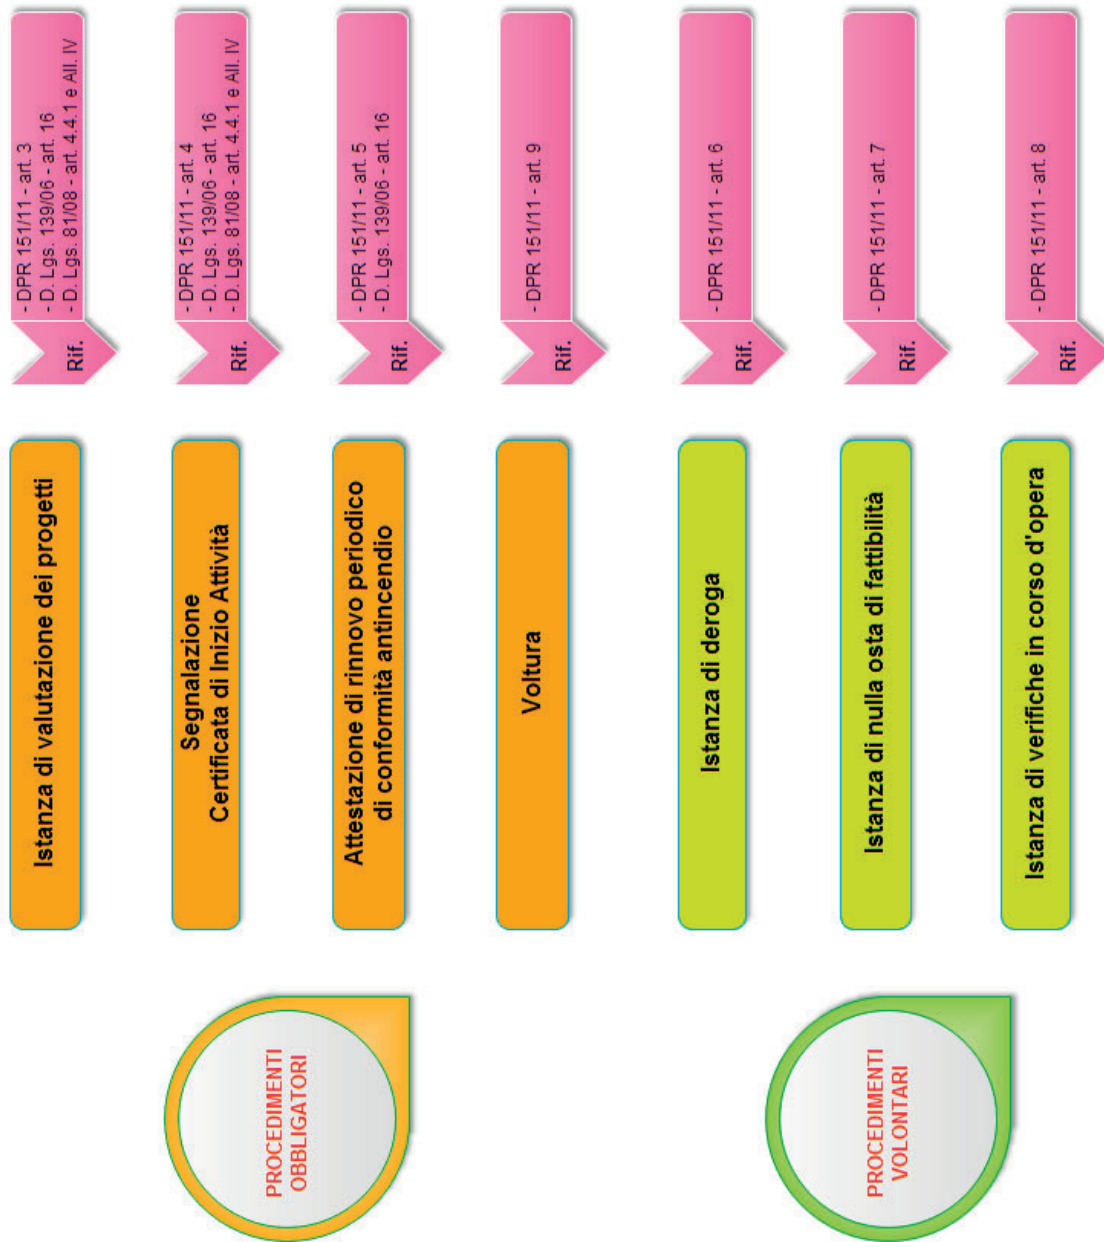 PROCEDIMENTI
OBBLIGATORI
Istanza di valutazione dei progetti
Rif.
- DPR 151/11 - art. 3
- D. Lgs. 139/06 - art. 16
- D. Lgs. 81/08 - art. 4.4.1 e All. IV
Segnalazione
Certificata di Inizio Attività
Rif.
- DPR 151/11 - art. 4
- D. Lgs. 139/06 - art. 16
- D. Lgs. 81/08 - art. 4.4.1 e All. IV
Attestazione di rinnovo periodico
di conformità antincendio
Rif.
- DPR 151/11 - art. 5
- D. Lgs. 139/06 - art. 16
Voltura
Rif.
- DPR 151/11 - art. 9
PROCEDIMENTI
VOLONTARI
Istanza di deroga
Rif.
- DPR 151/11 - art. 6
Istanza di nulla osta di fattibilità
Rif.
- DPR 151/11 - art. 7
Istanza di verifiche in corso d'opera
Rif.
- DPR 151/11 - art. 8